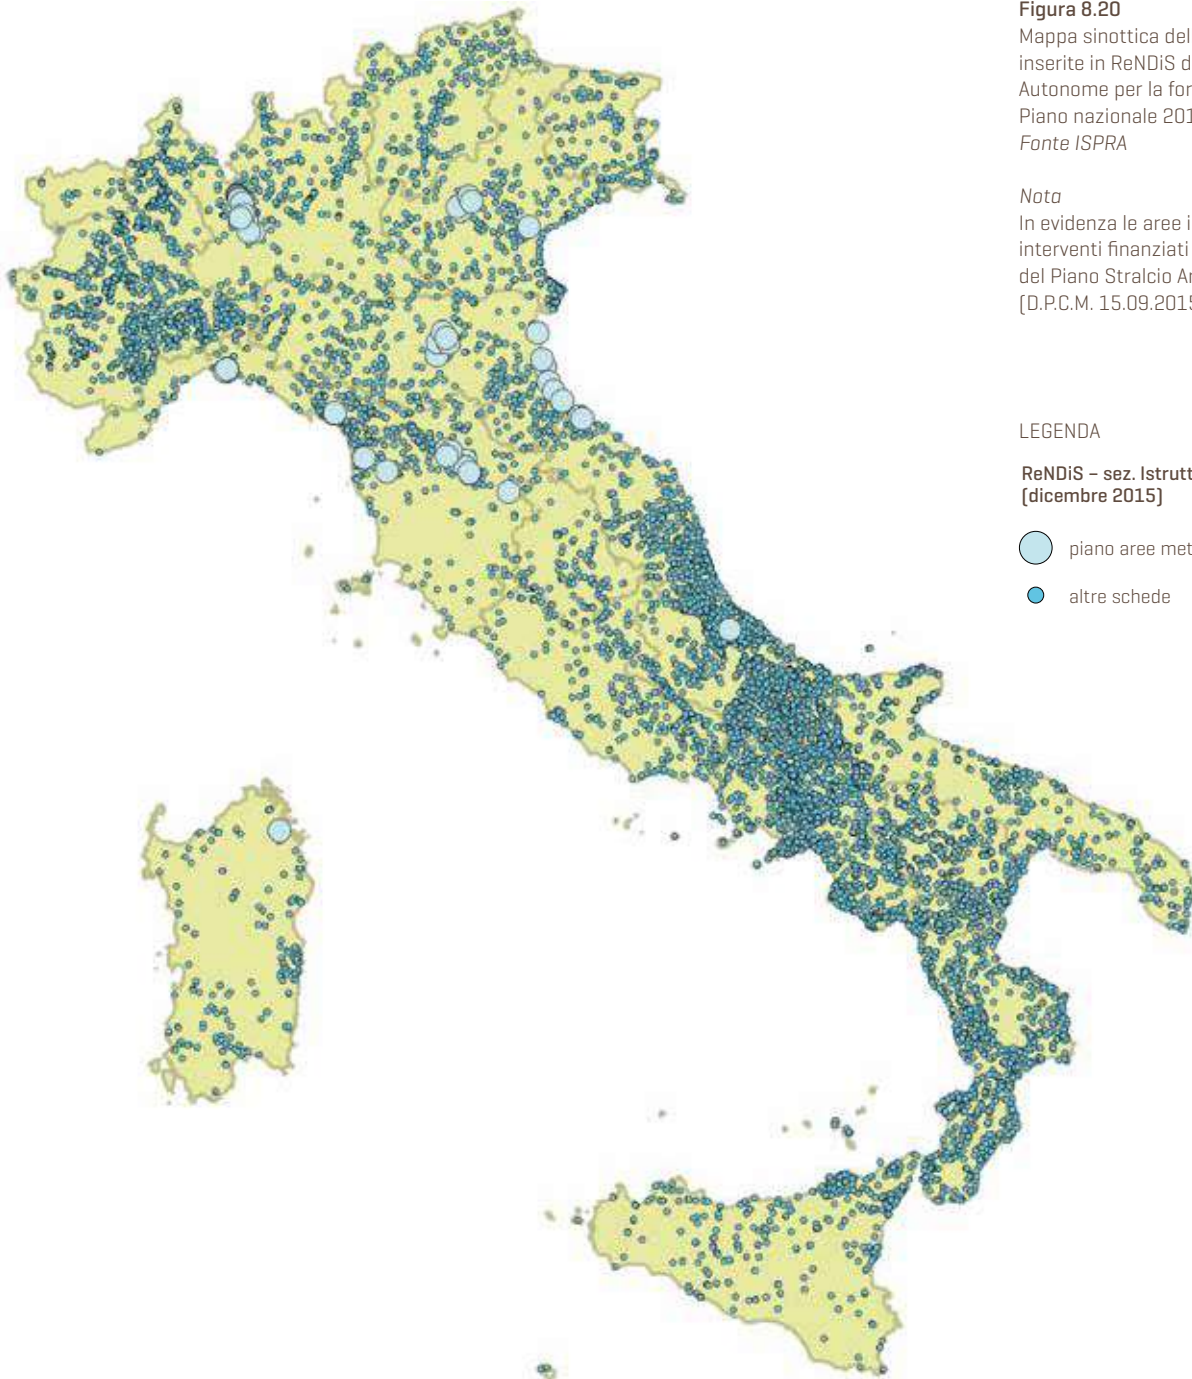 Figura 8.20
Mappa sinottica del
inserite in ReNDiS d
Autonome per la for
Piano nazionale 201
Fonte ISPRA
Nota
In evidenza le aree i
interventi finanziati
del Piano Stralcio Ar
(D.P.C.M. 15.09.2015
LEGENDA
ReNDiS – sez. Istrutt
(dicembre 2015)
piano aree met
altre schede